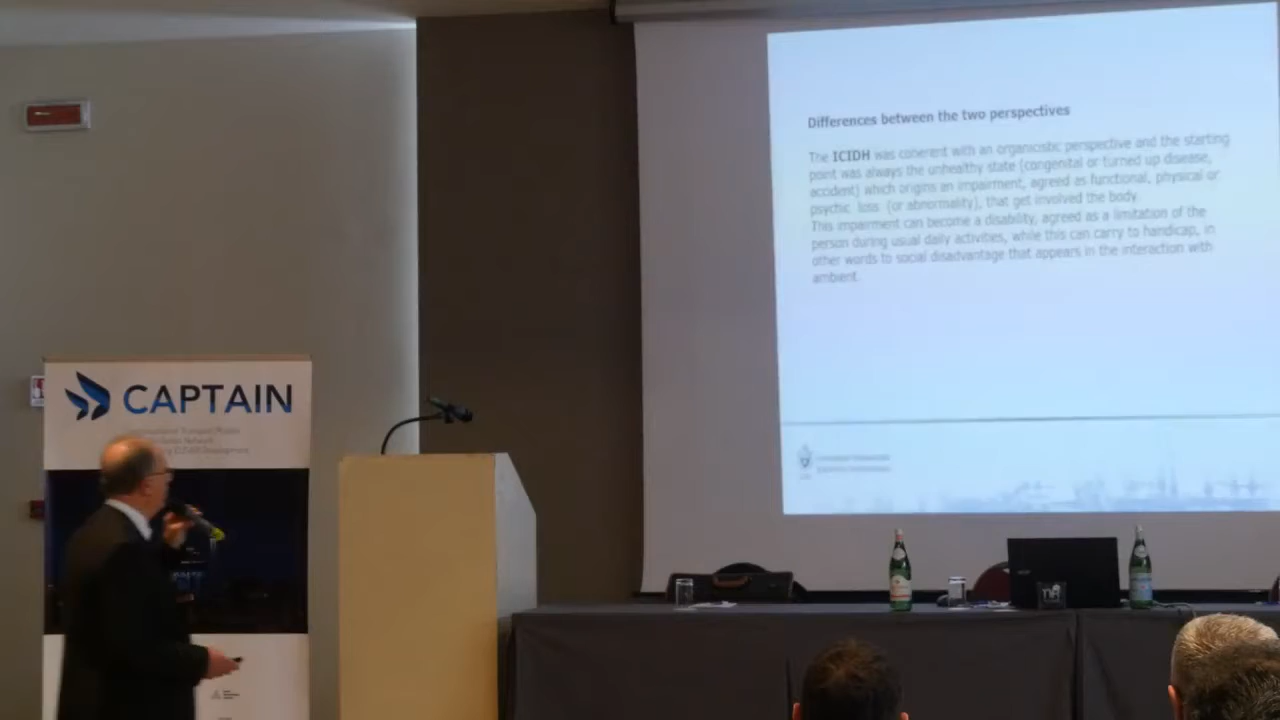 Differences between the two perspectives
The ICIDH was coherent with an organicistic perspective and the starting
point was always the unhealthy state (congenital or turned up disease,
accident) which origins an impairment, agreed as functional, physical or
psychic loss (or abnormality), that get involved the body.
This impairment can become a disability, agreed as a limitation of the
person during usual daily activities, while this can carry to handicap, in
other words to social disadvantage that appears in the interaction with
ambient.
CAPTAIN